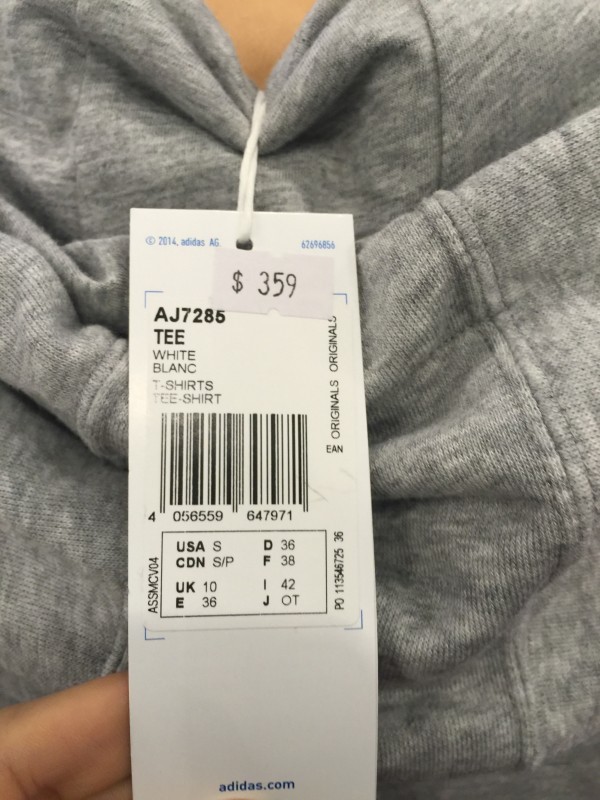 © 2014, adidas AG.
62696856
$ 359
AJ7285
TEE
WHITE
BLANC
T-SHIRTS
TEE-SHIRT
ORIGINALS ORIGINALS
EAN
4 056559 647971
USA S D 36
CDN S/P F 38
UK 10 I 42
E 36 J OT
ASSMCV04
PO 113546725 36
adidas.com